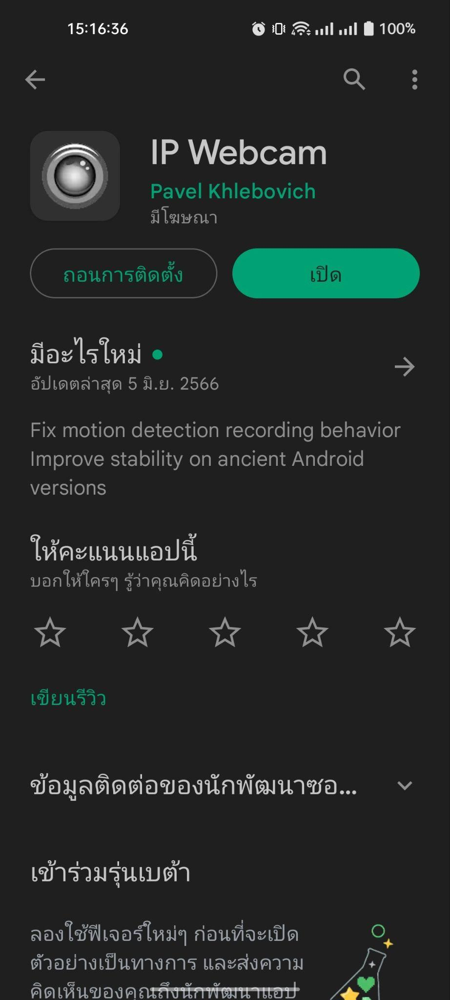 15:16:36
100%
IP Webcam
Pavel Khlebovich
มีโฆษณา
ถอนการติดตั้ง
เปิด
มีอะไรใหม่
อัปเดตล่าสุด 5 มิ.ย. 2566
Fix motion detection recording behavior
Improve stability on ancient Android
versions
ให้คะแนนแอปนี้
บอกให้ใครๆ รู้ว่าคุณคิดอย่างไร
เขียนรีวิว
ข้อมูลติดต่อของนักพัฒนาซอ...
เข้าร่วมรุ่นเบต้า
ลองใช้ฟีเจอร์ใหม่ๆ ก่อนที่จะเปิด
ตัวอย่างเป็นทางการ และส่งความ
คิดเห็นของคุณถึงนักพัฒนาแอป